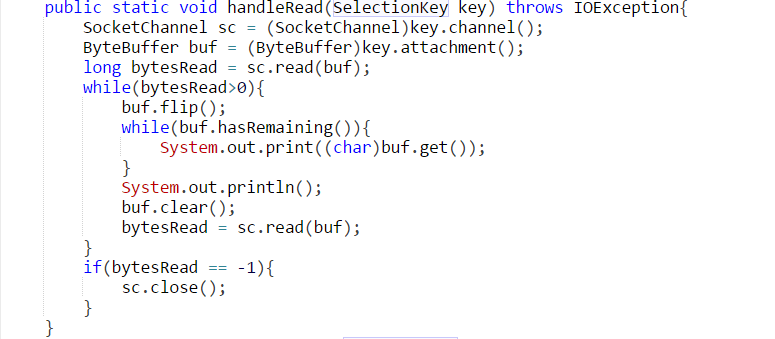 public static void handleRead(SelectionKey key) throws IOException{
    SocketChannel sc = (SocketChannel)key.channel();
    ByteBuffer buf = (ByteBuffer)key.attachment();
    long bytesRead = sc.read(buf);
    while(bytesRead>0){
        buf.flip();
        while(buf.hasRemaining()){
            System.out.print((char)buf.get());
        }
        System.out.println();
        buf.clear();
        bytesRead = sc.read(buf);
    }
    if(bytesRead == -1){
        sc.close();
    }
}